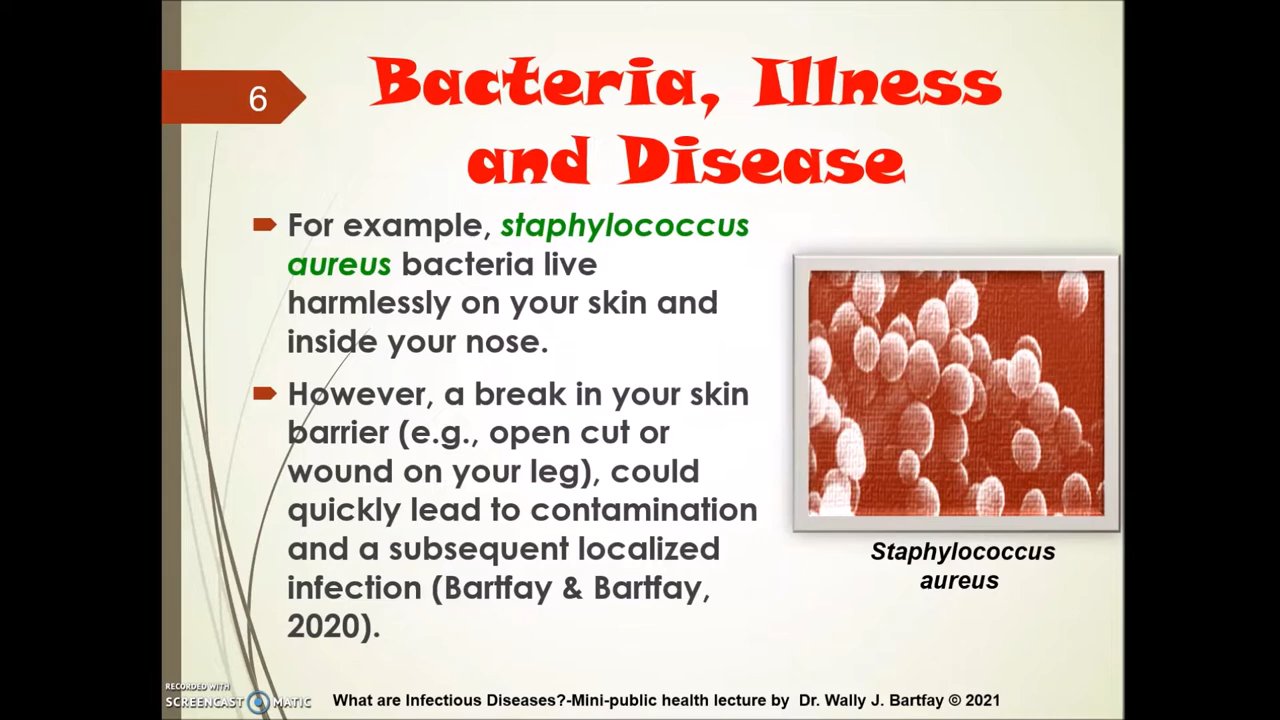 6
Bacteria, Illness
and Disease
For example, staphylococcus
aureus bacteria live
harmlessly on your skin and
inside your nose.
However, a break in your skin
barrier (e.g., open cut or
wound on your leg), could
quickly lead to contamination
and a subsequent localized
infection (Bartfay & Bartfay,
2020).
Staphylococcus
aureus
RECORDED WITH
SCREENCAST MATIC
What are Infectious Diseases?-Mini-public health lecture by Dr. Wally J. Bartfay © 2021